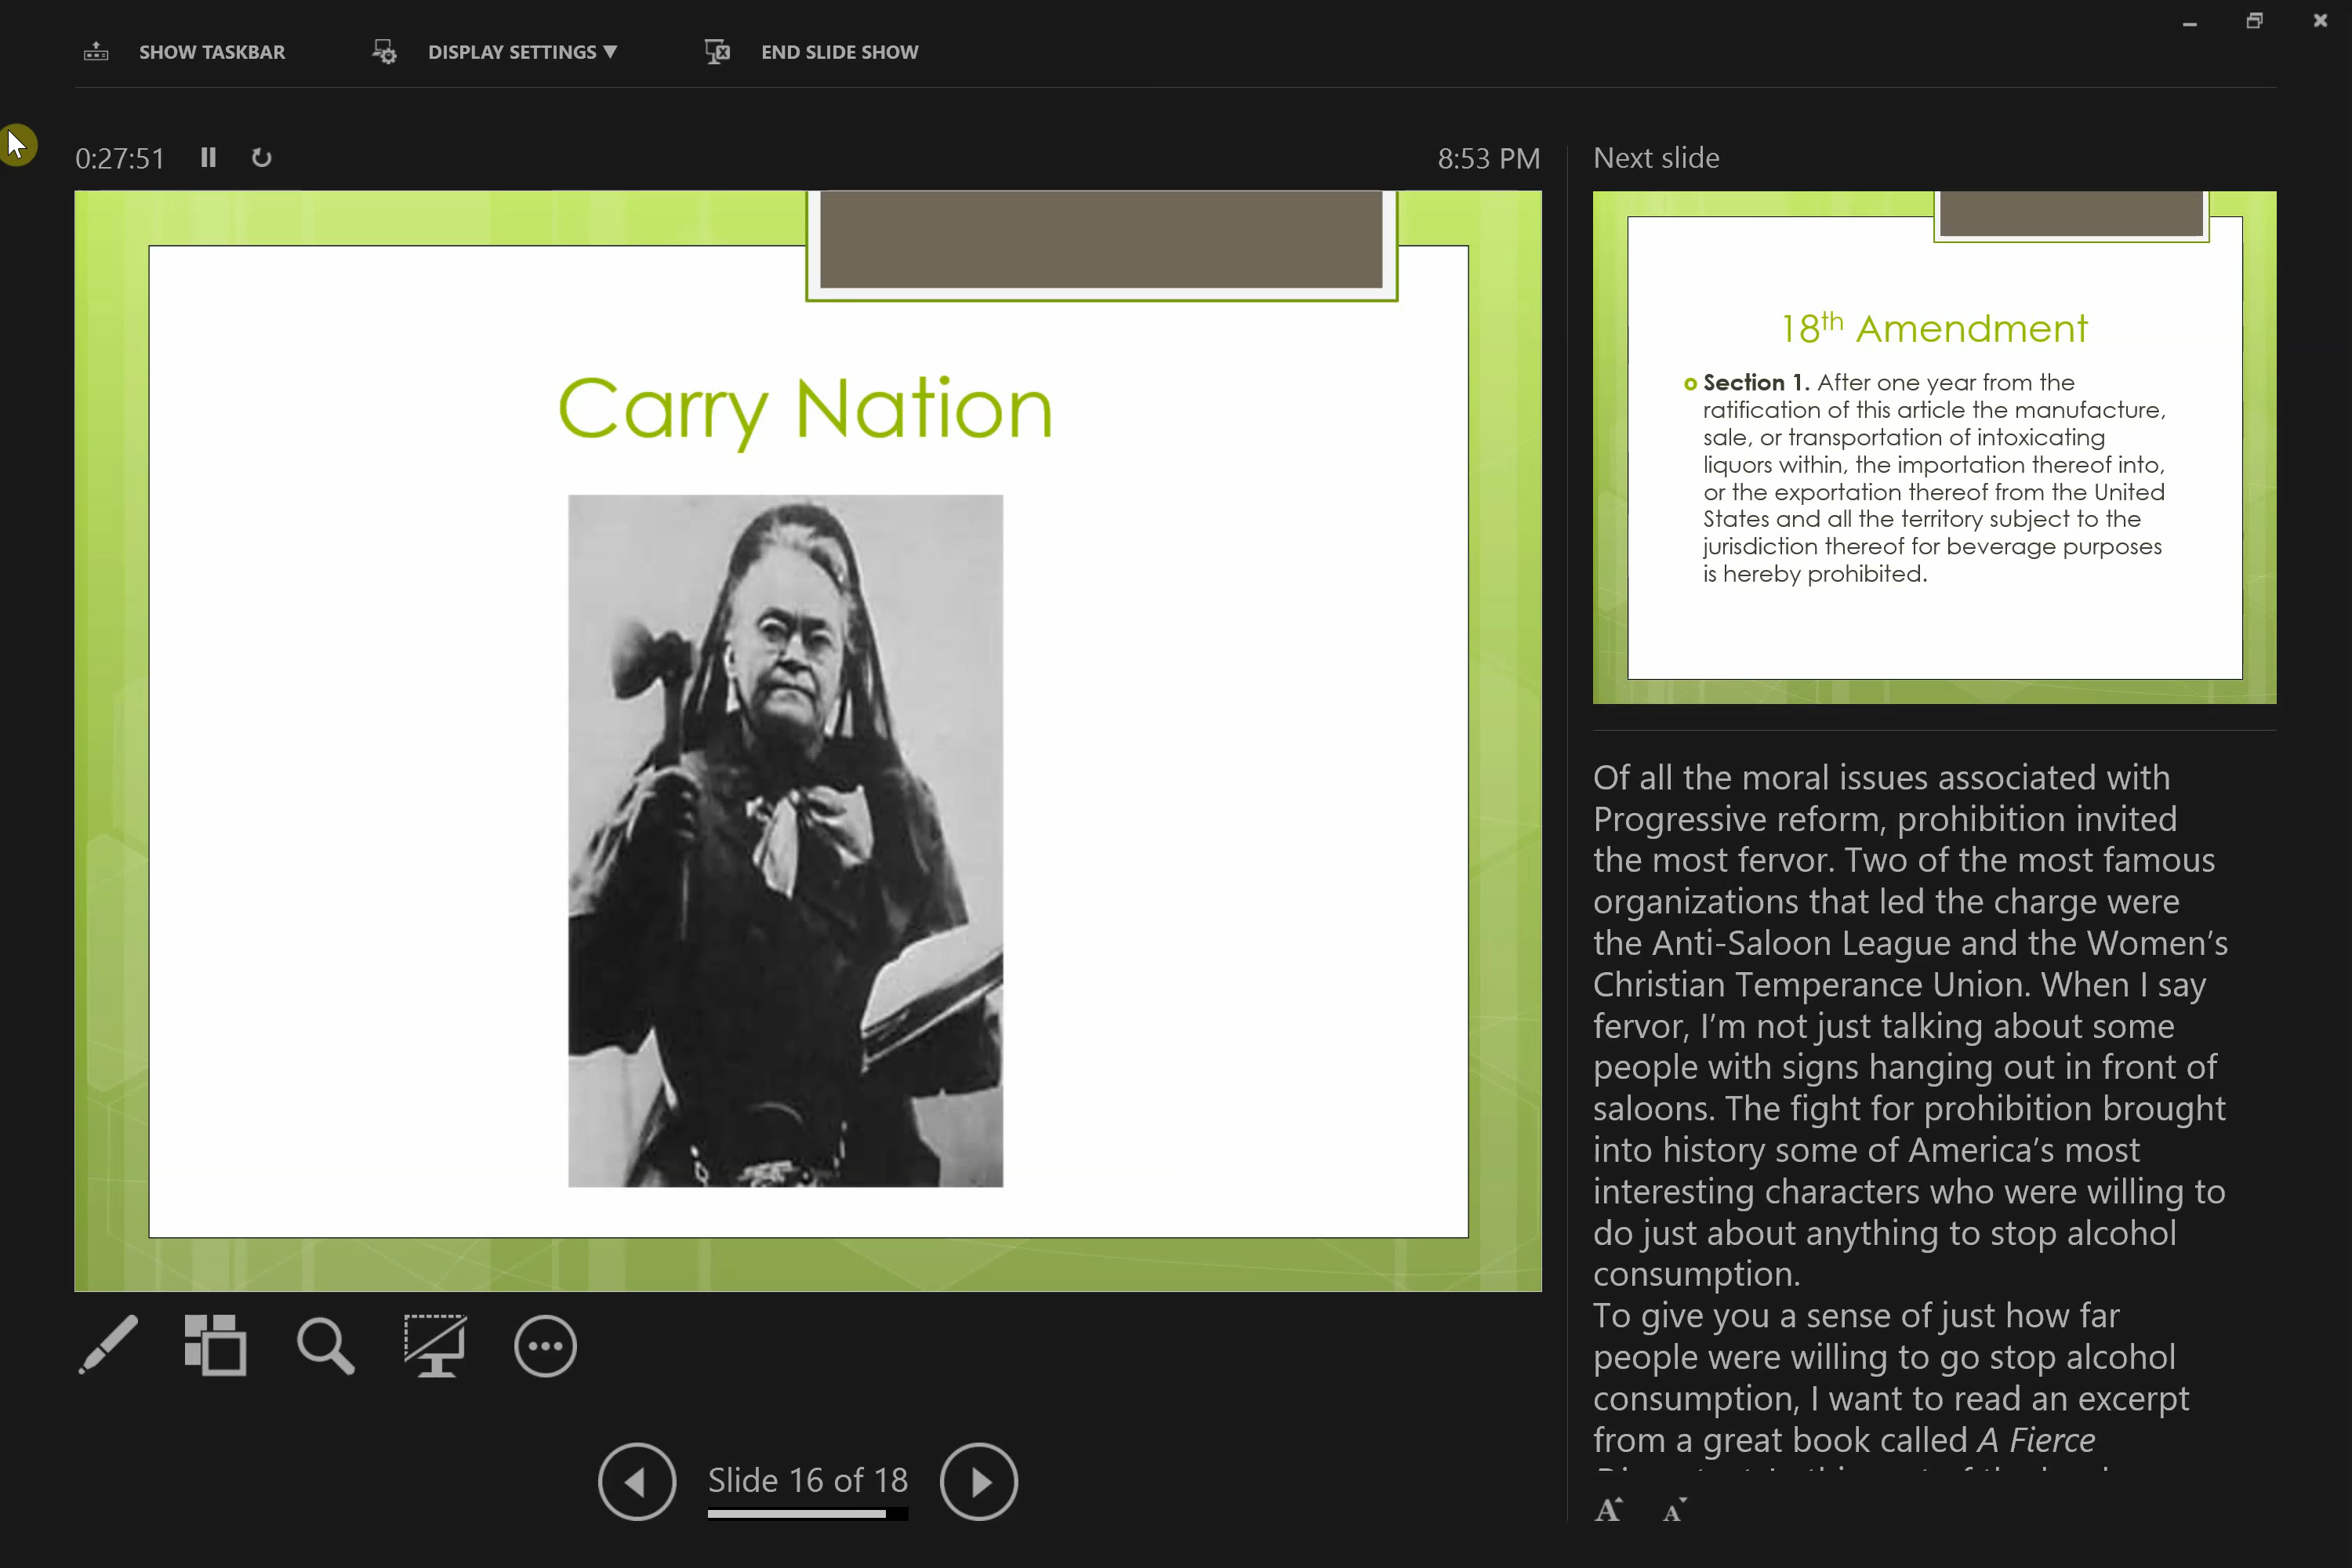 SHOW TASKBAR
DISPLAY SETTINGS ▼
END SLIDE SHOW
0:27:51
8:53 PM
Carry Nation
Slide 16 of 18
Next slide
18th Amendment
Section 1. After one year from the
ratification of this article the manufacture,
sale, or transportation of intoxicating
liquors within, the importation thereof into,
or the exportation thereof from the United
States and all the territory subject to the
jurisdiction thereof for beverage purposes
is hereby prohibited.
Of all the moral issues associated with
Progressive reform, prohibition invited
the most fervor. Two of the most famous
organizations that led the charge were
the Anti-Saloon League and the Women’s
Christian Temperance Union. When I say
fervor, I’m not just talking about some
people with signs hanging out in front of
saloons. The fight for prohibition brought
into history some of America’s most
interesting characters who were willing to
do just about anything to stop alcohol
consumption.
To give you a sense of just how far
people were willing to go stop alcohol
consumption, I want to read an excerpt
from a great book called A Fierce
A A